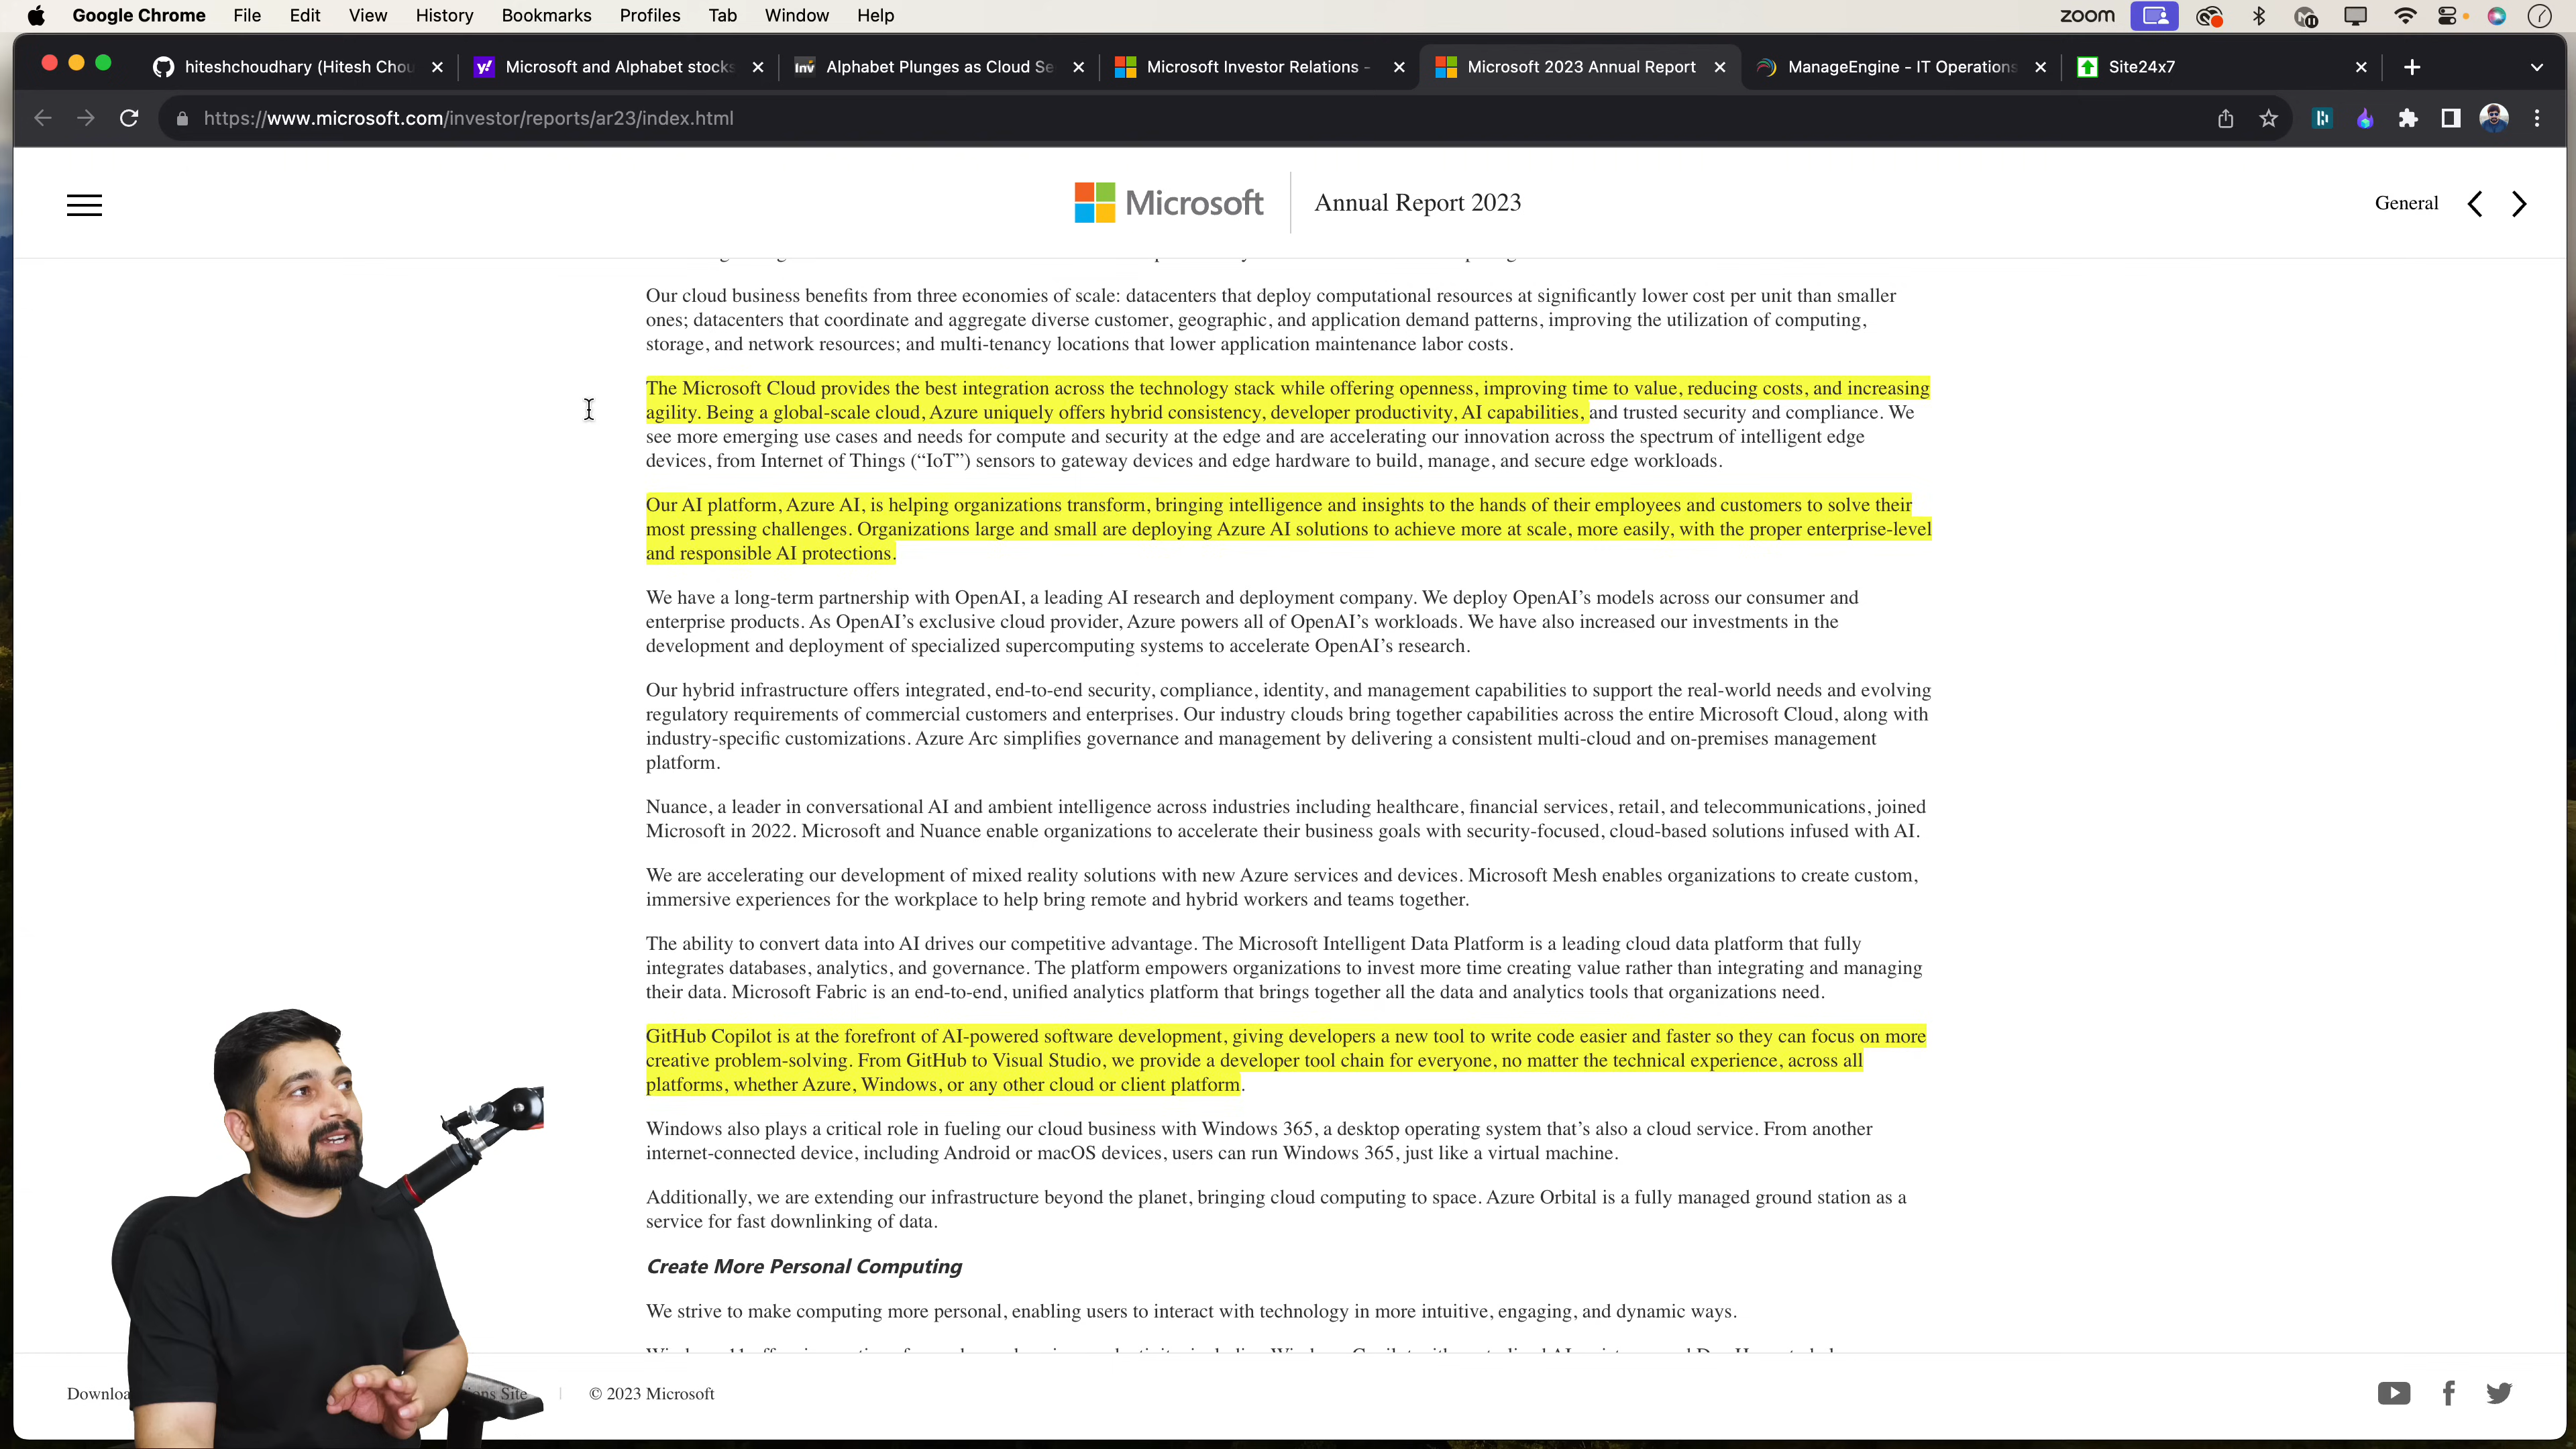 Google Chrome File Edit View History Bookmarks Profiles Tab Window Help zoom
hiteshchoudhary (Hitesh Chou
Microsoft and Alphabet stocks
Inv Alphabet Plunges as Cloud Se
Microsoft Investor Relations -
Microsoft 2023 Annual Report
ManageEngine - IT Operations
Site24x7
https://www.microsoft.com/investor/reports/ar23/index.html
Microsoft Annual Report 2023 General
Our cloud business benefits from three economies of scale: datacenters that deploy computational resources at significantly lower cost per unit than smaller
ones; datacenters that coordinate and aggregate diverse customer, geographic, and application demand patterns, improving the utilization of computing,
storage, and network resources; and multi-tenancy locations that lower application maintenance labor costs.
The Microsoft Cloud provides the best integration across the technology stack while offering openness, improving time to value, reducing costs, and increasing
agility. Being a global-scale cloud, Azure uniquely offers hybrid consistency, developer productivity, AI capabilities, and trusted security and compliance. We
see more emerging use cases and needs for compute and security at the edge and are accelerating our innovation across the spectrum of intelligent edge
devices, from Internet of Things (“IoT”) sensors to gateway devices and edge hardware to build, manage, and secure edge workloads.
Our AI platform, Azure AI, is helping organizations transform, bringing intelligence and insights to the hands of their employees and customers to solve their
most pressing challenges. Organizations large and small are deploying Azure AI solutions to achieve more at scale, more easily, with the proper enterprise-level
and responsible AI protections.
We have a long-term partnership with OpenAI, a leading AI research and deployment company. We deploy OpenAI’s models across our consumer and
enterprise products. As OpenAI’s exclusive cloud provider, Azure powers all of OpenAI’s workloads. We have also increased our investments in the
development and deployment of specialized supercomputing systems to accelerate OpenAI’s research.
Our hybrid infrastructure offers integrated, end-to-end security, compliance, identity, and management capabilities to support the real-world needs and evolving
regulatory requirements of commercial customers and enterprises. Our industry clouds bring together capabilities across the entire Microsoft Cloud, along with
industry-specific customizations. Azure Arc simplifies governance and management by delivering a consistent multi-cloud and on-premises management
platform.
Nuance, a leader in conversational AI and ambient intelligence across industries including healthcare, financial services, retail, and telecommunications, joined
Microsoft in 2022. Microsoft and Nuance enable organizations to accelerate their business goals with security-focused, cloud-based solutions infused with AI.
We are accelerating our development of mixed reality solutions with new Azure services and devices. Microsoft Mesh enables organizations to create custom,
immersive experiences for the workplace to help bring remote and hybrid workers and teams together.
The ability to convert data into AI drives our competitive advantage. The Microsoft Intelligent Data Platform is a leading cloud data platform that fully
integrates databases, analytics, and governance. The platform empowers organizations to invest more time creating value rather than integrating and managing
their data. Microsoft Fabric is an end-to-end, unified analytics platform that brings together all the data and analytics tools that organizations need.
GitHub Copilot is at the forefront of AI-powered software development, giving developers a new tool to write code easier and faster so they can focus on more
creative problem-solving. From GitHub to Visual Studio, we provide a developer tool chain for everyone, no matter the technical experience, across all
platforms, whether Azure, Windows, or any other cloud or client platform.
Windows also plays a critical role in fueling our cloud business with Windows 365, a desktop operating system that’s also a cloud service. From another
internet-connected device, including Android or macOS devices, users can run Windows 365, just like a virtual machine.
Additionally, we are extending our infrastructure beyond the planet, bringing cloud computing to space. Azure Orbital is a fully managed ground station as a
service for fast downlinking of data.
Create More Personal Computing
We strive to make computing more personal, enabling users to interact with technology in more intuitive, engaging, and dynamic ways.
Downloa ions Site | © 2023 Microsoft